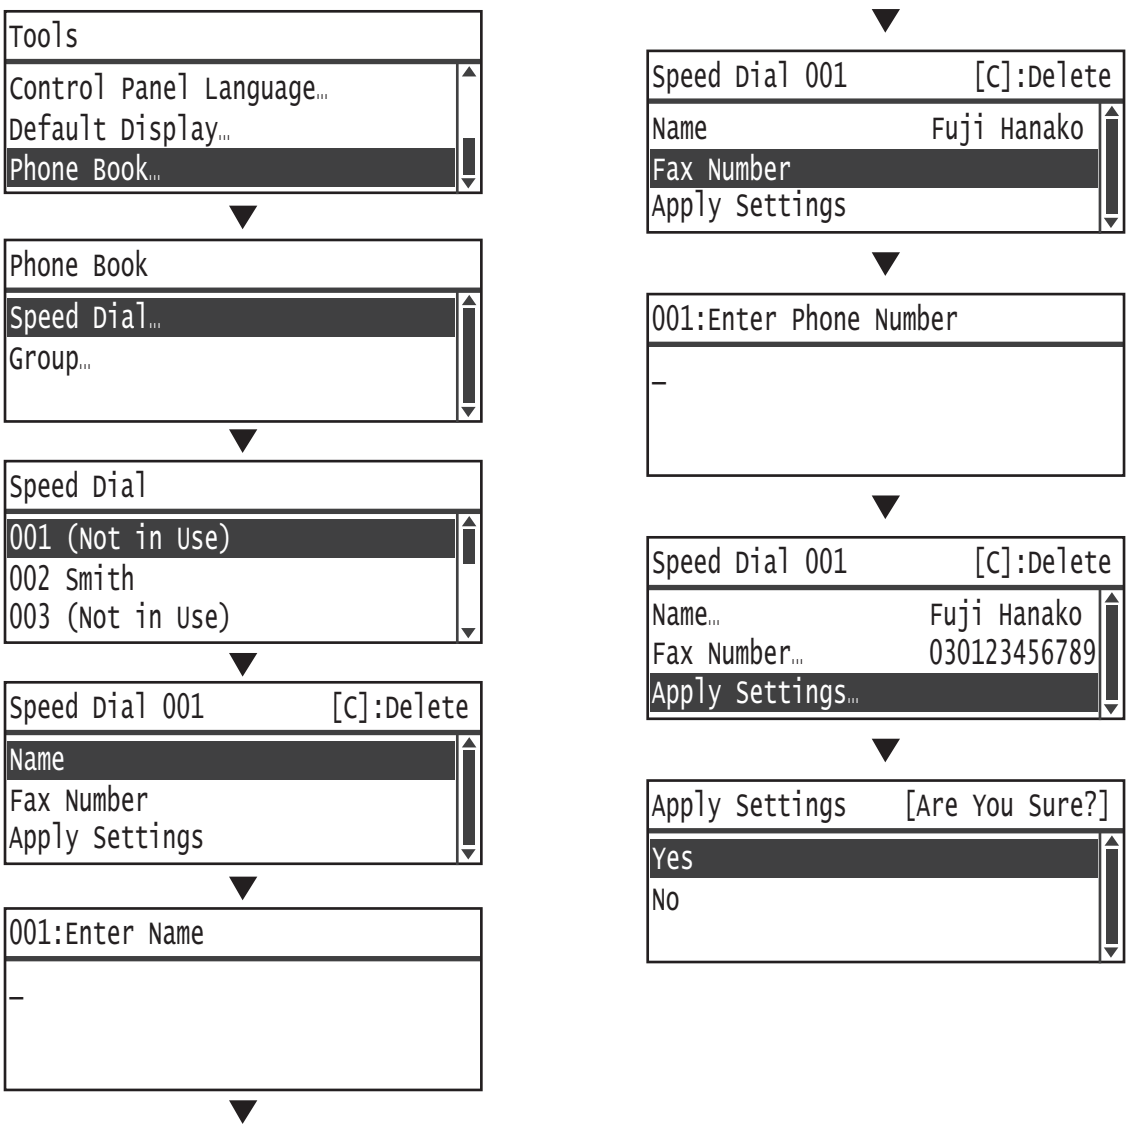 Tools
Control Panel Language...
Default Display...
Phone Book...
Phone Book
Speed Dial...
Group...
Speed Dial
001 (Not in Use)
002 Smith
003 (Not in Use)
Speed Dial 001 [C]:Delete
Name
Fax Number
Apply Settings
001:Enter Name
_
Speed Dial 001 [C]:Delete
Name Fuji Hanako
Fax Number
Apply Settings
001:Enter Phone Number
_
Speed Dial 001 [C]:Delete
Name... Fuji Hanako
Fax Number... 030123456789
Apply Settings...
Apply Settings [Are You Sure?]
Yes
No